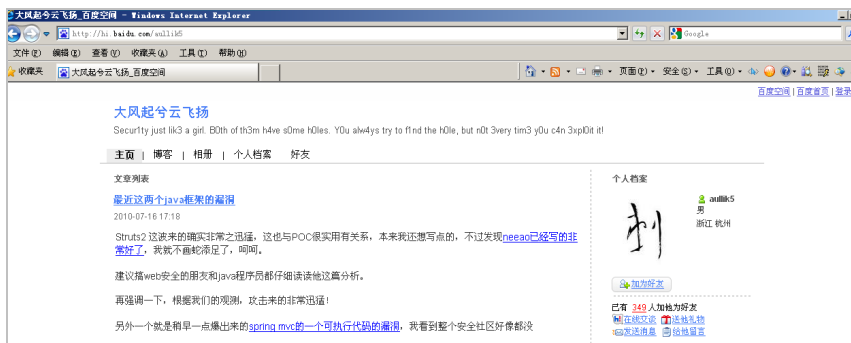 大风起兮云飞扬_百度空间 - Windows Internet Explorer
http://hi.baidu.com/aullik5
Google
文件(F) 编辑(E) 查看(V) 收藏夹(A) 工具(T) 帮助(H)
收藏夹 大风起兮云飞扬_百度空间 页面(P) 安全(S) 工具(O)
百度空间 | 百度首页 | 登录
大风起兮云飞扬
Secur1ty just lik3 a girl. B0th of th3m h4ve s0me h0les. Y0u alw4ys try to f1nd the h0le, but n0t 3very tim3 y0u c4n 3xpl0it it!
主页 | 博客 | 相册 | 个人档案 好友
文章列表
最近这两个java框架的漏洞
2010-07-16 17:18
Struts2 这波来的确实非常之迅猛，这也与POC很实用有关系，本来我还想写点的，不过发现neeao已经写的非
常好了，我就不画蛇添足了，呵呵。
建议搞web安全的朋友和java程序员都仔细读读他这篇分析。
再强调一下，根据我们的观测，攻击来的非常迅猛！
另外一个就是稍早一点爆出来的spring mvc的一个可执行代码的漏洞，我看到整个安全社区好像都没
个人档案
刺
aullik5
男
浙江 杭州
加为好友
已有 349 人加他为好友
在线交谈 送他礼物
发送消息 给他留言